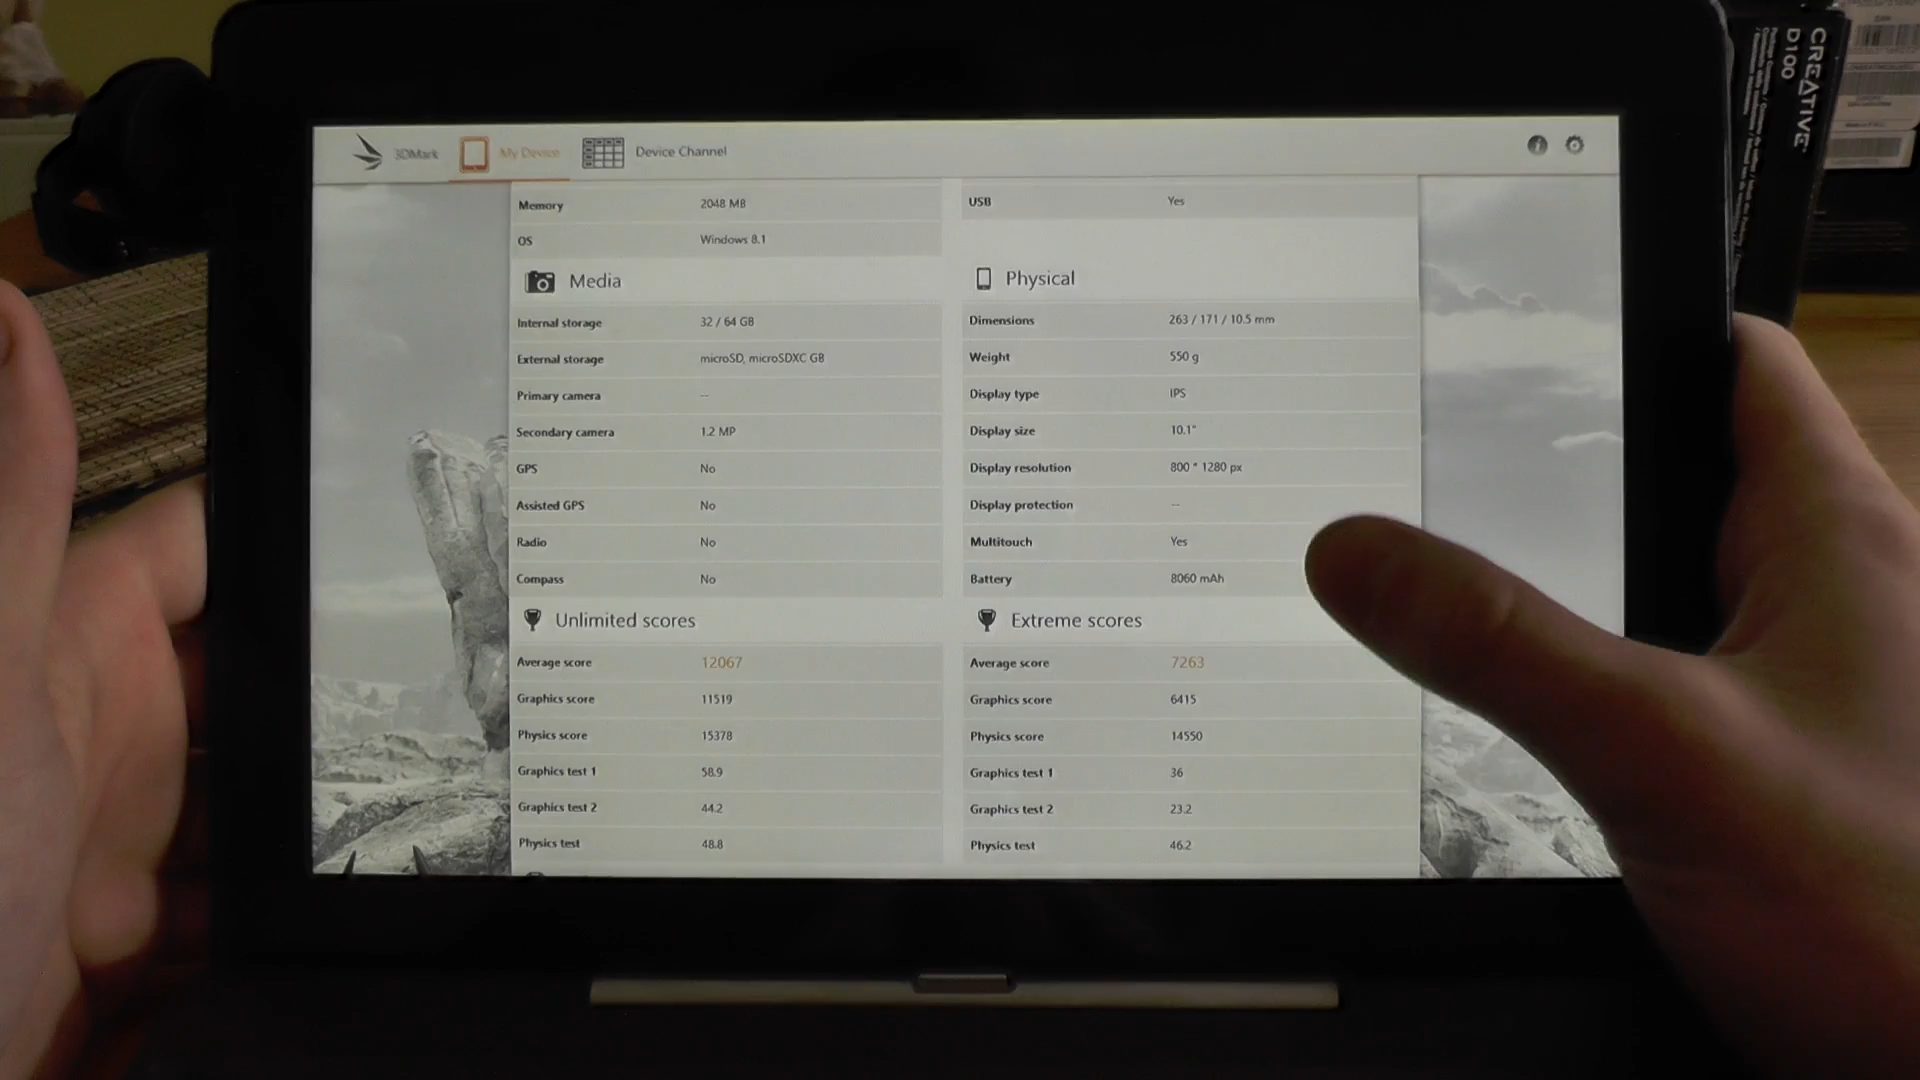 3DMark My Device Device Channel
Memory 2048 MB
OS Windows 8.1
Media
Internal storage 32 / 64 GB
External storage microSD, microSDXC GB
Primary camera --
Secondary camera 1.2 MP
GPS No
Assisted GPS No
Radio No
Compass No
Unlimited scores
Average score 12067
Graphics score 11519
Physics score 15378
Graphics test 1 58.9
Graphics test 2 44.2
Physics test 48.8
USB Yes
Physical
Dimensions 263 / 171 / 10.5 mm
Weight 550 g
Display type IPS
Display size 10.1"
Display resolution 800 * 1280 px
Display protection --
Multitouch Yes
Battery 8060 mAh
Extreme scores
Average score 7263
Graphics score 6415
Physics score 14550
Graphics test 1 36
Graphics test 2 23.2
Physics test 46.2
CREATIVE
D100